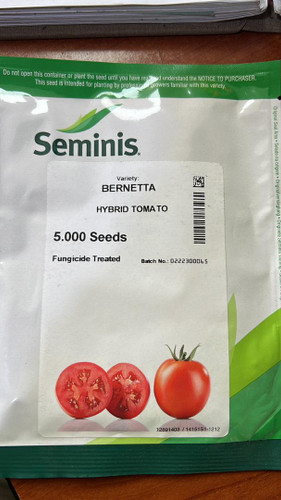 Do not open this container or plant the seed until you have read and understand the NOTICE TO PURCHASER.
This seed is intended for planting by growers familiar with this variety.
Seminis
Variety:
BERNETTA
HYBRID TOMATO
5.000 Seeds
Fungicide Treated
Batch No.: 0222300065